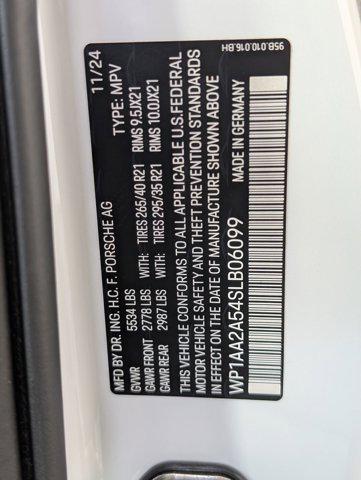 95B.010.016.BH
MFD BY DR. ING. H.C. F. PORSCHE AG 11/24
GVWR 5534 LBS TYPE: MPV
GAWR FRONT 2778 LBS WITH: TIRES 265/40 R21 RIMS 9.5JX21
GAWR REAR 2987 LBS WITH: TIRES 295/35 R21 RIMS 10.0JX21
THIS VEHICLE CONFORMS TO ALL APPLICABLE U.S.FEDERAL
MOTOR VEHICLE SAFETY AND THEFT PREVENTION STANDARDS
IN EFFECT ON THE DATE OF MANUFACTURE SHOWN ABOVE
WP1AA2A54SLB06099 MADE IN GERMANY